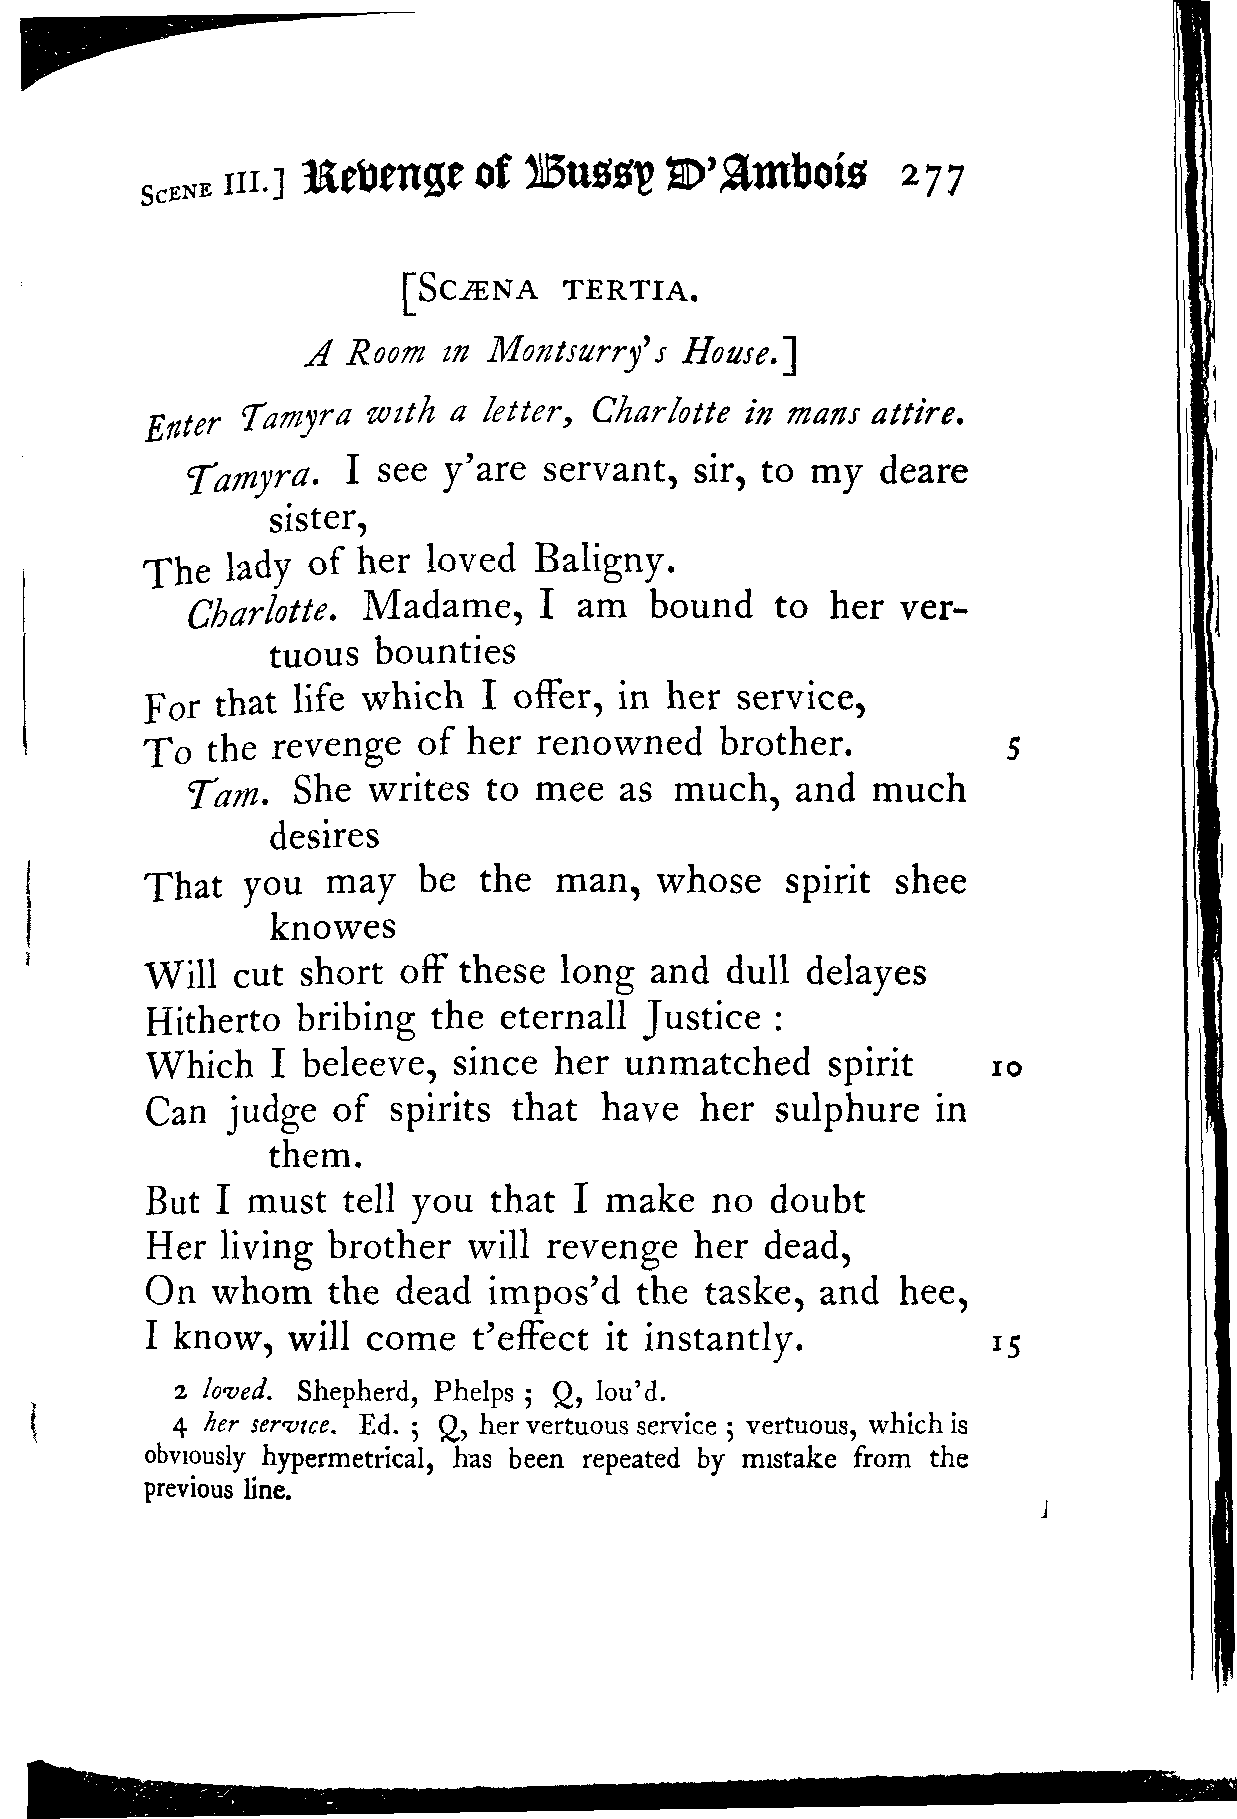 SCENE III.] Revenge of Bussy D'Ambois 277
[SCÆNA TERTIA.
A Room in Montsurry's House.]
Enter Tamyra with a letter, Charlotte in mans attire.
Tamyra. I see y'are servant, sir, to my deare
sister,
The lady of her loved Baligny.
Charlotte. Madame, I am bound to her ver-
tuous bounties
For that life which I offer, in her service,
To the revenge of her renowned brother. 5
Tam. She writes to mee as much, and much
desires
That you may be the man, whose spirit shee
knowes
Will cut short off these long and dull delayes
Hitherto bribing the eternall Justice :
Which I beleeve, since her unmatched spirit 10
Can judge of spirits that have her sulphure in
them.
But I must tell you that I make no doubt
Her living brother will revenge her dead,
On whom the dead impos'd the taske, and hee,
I know, will come t'effect it instantly. 15
2 loved. Shepherd, Phelps ; Q, lou'd.
4 her service. Ed. ; Q, her vertuous service ; vertuous, which is
obviously hypermetrical, has been repeated by mistake from the
previous line.